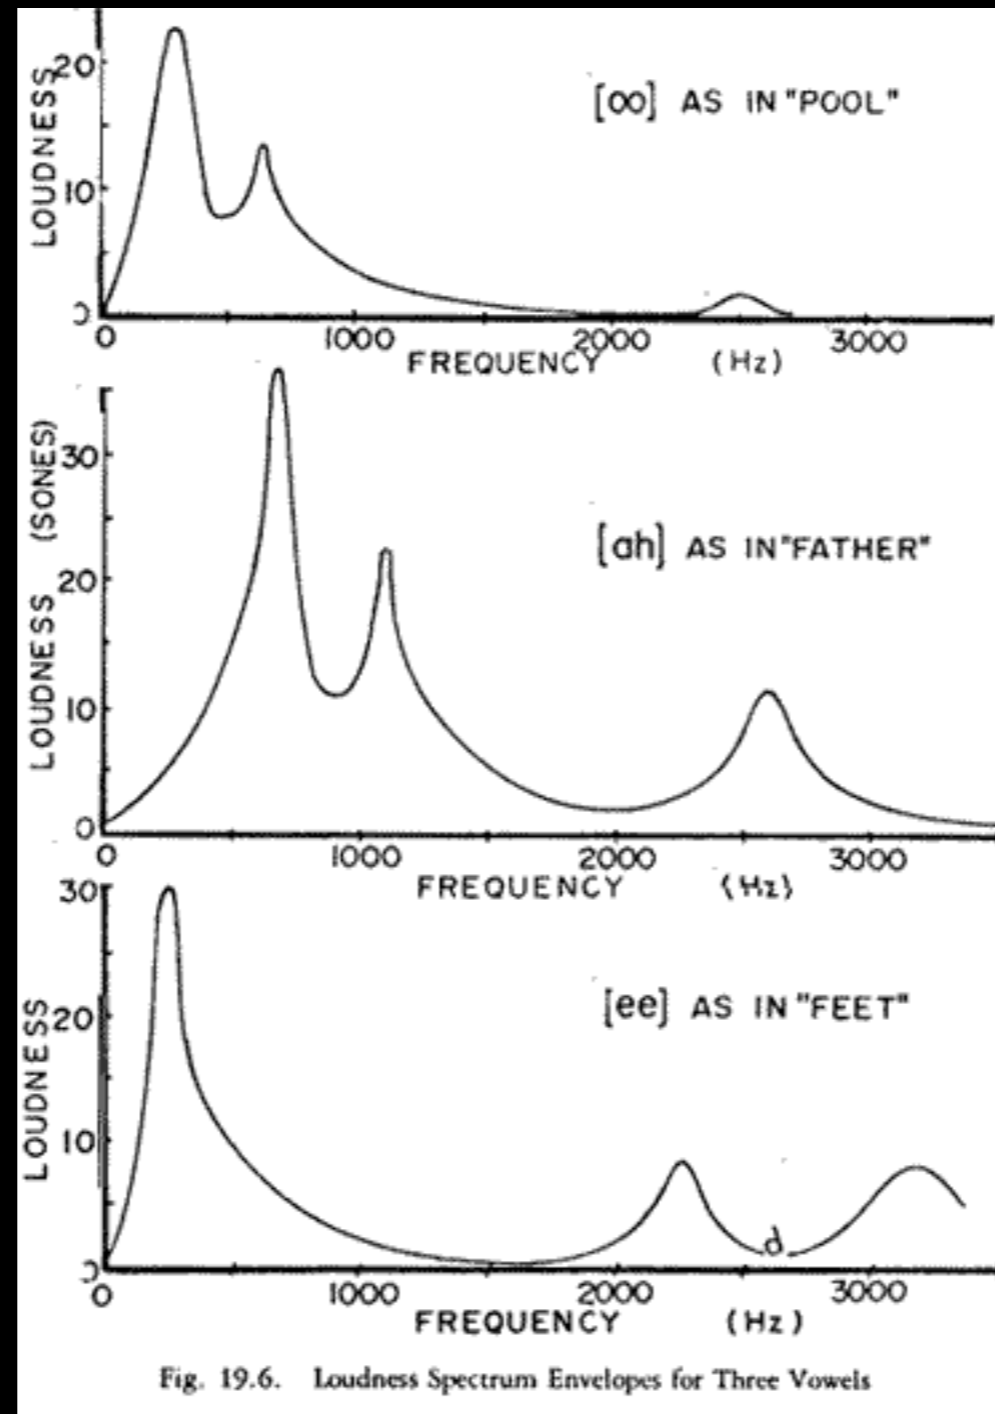 LOUDNESS
20
10
0
[oo] AS IN "POOL"
0 1000 2000 3000
FREQUENCY (Hz)
LOUDNESS (SONES)
30
20
10
0
[ah] AS IN "FATHER"
0 1000 2000 3000
FREQUENCY (Hz)
LOUDNESS
30
20
10
0
[ee] AS IN "FEET"
d
0 1000 2000 3000
FREQUENCY (Hz)
Fig. 19.6. Loudness Spectrum Envelopes for Three Vowels